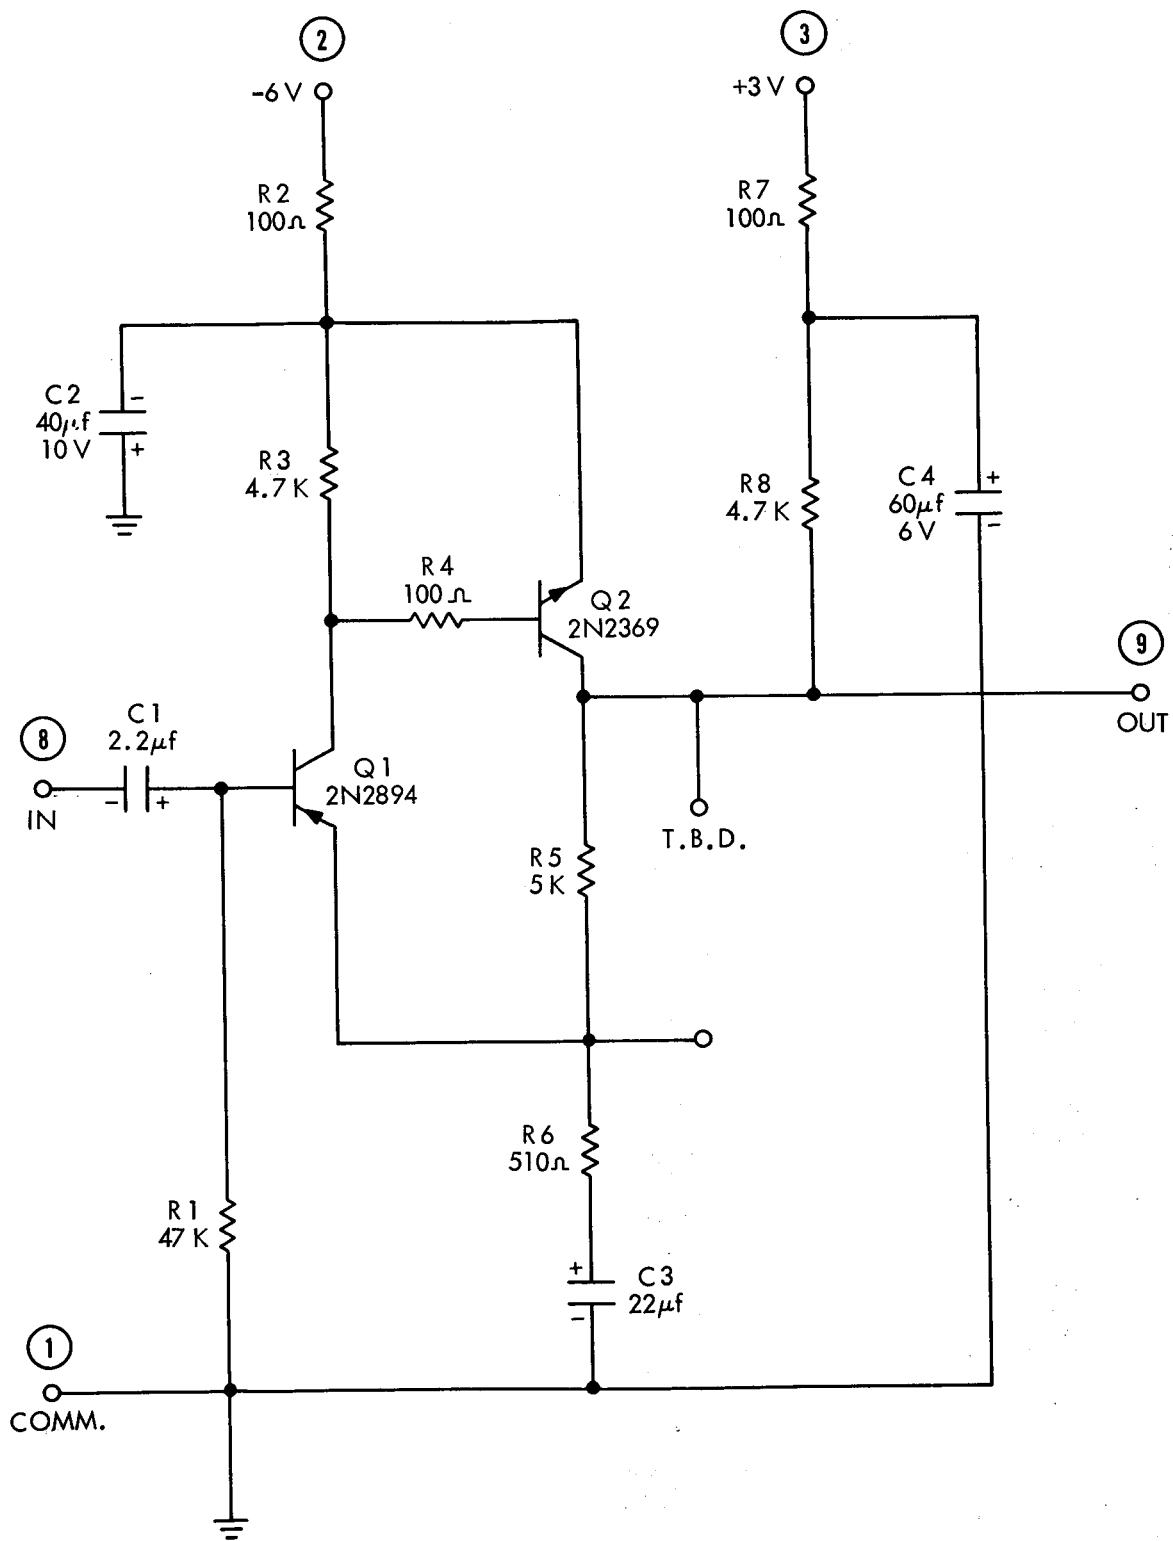 2
3
-6 V
+3 V
R2
100Ω
R7
100Ω
C2
40μf
10 V
-
+
R3
4.7 K
R8
4.7 K
C4
60μf
6 V
+
-
R4
100 Ω
Q2
2N2369
9
OUT
8
IN
C1
2.2μf
- +
Q1
2N2894
T.B.D.
R5
5 K
R6
510Ω
R1
47 K
+
-
C3
22μf
1
COMM.